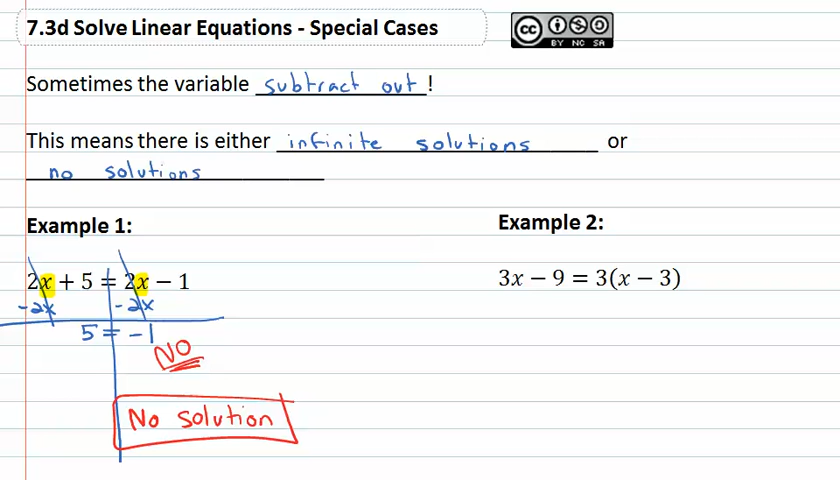 7.3d Solve Linear Equations - Special Cases
cc BY NC SA
Sometimes the variable subtract out !
This means there is either infinite solutions or
no solutions
Example 1:
Example 2:
2x + 5 = 2x − 1
3x − 9 = 3(x − 3)
-2x -2x
5 = -1
NO
No solution